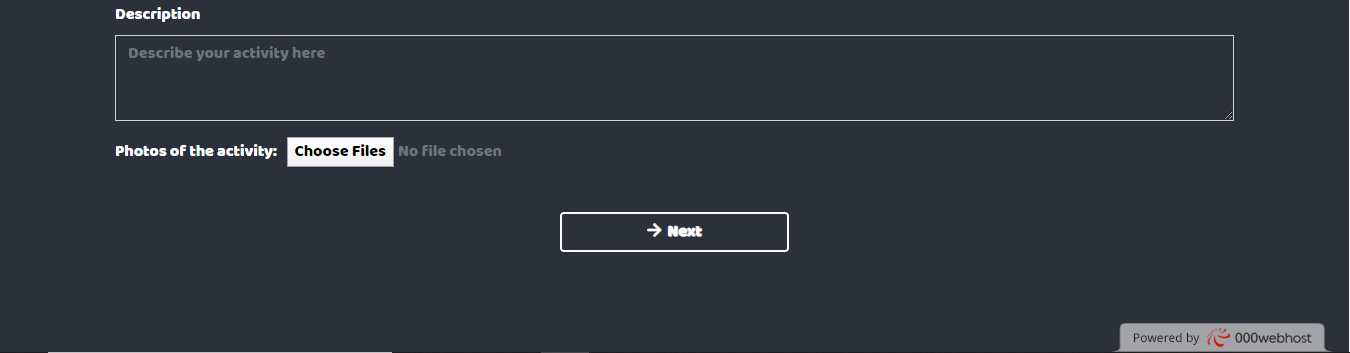 Description
Describe your activity here
Photos of the activity: Choose Files No file chosen
→ Next
Powered by 000webhost